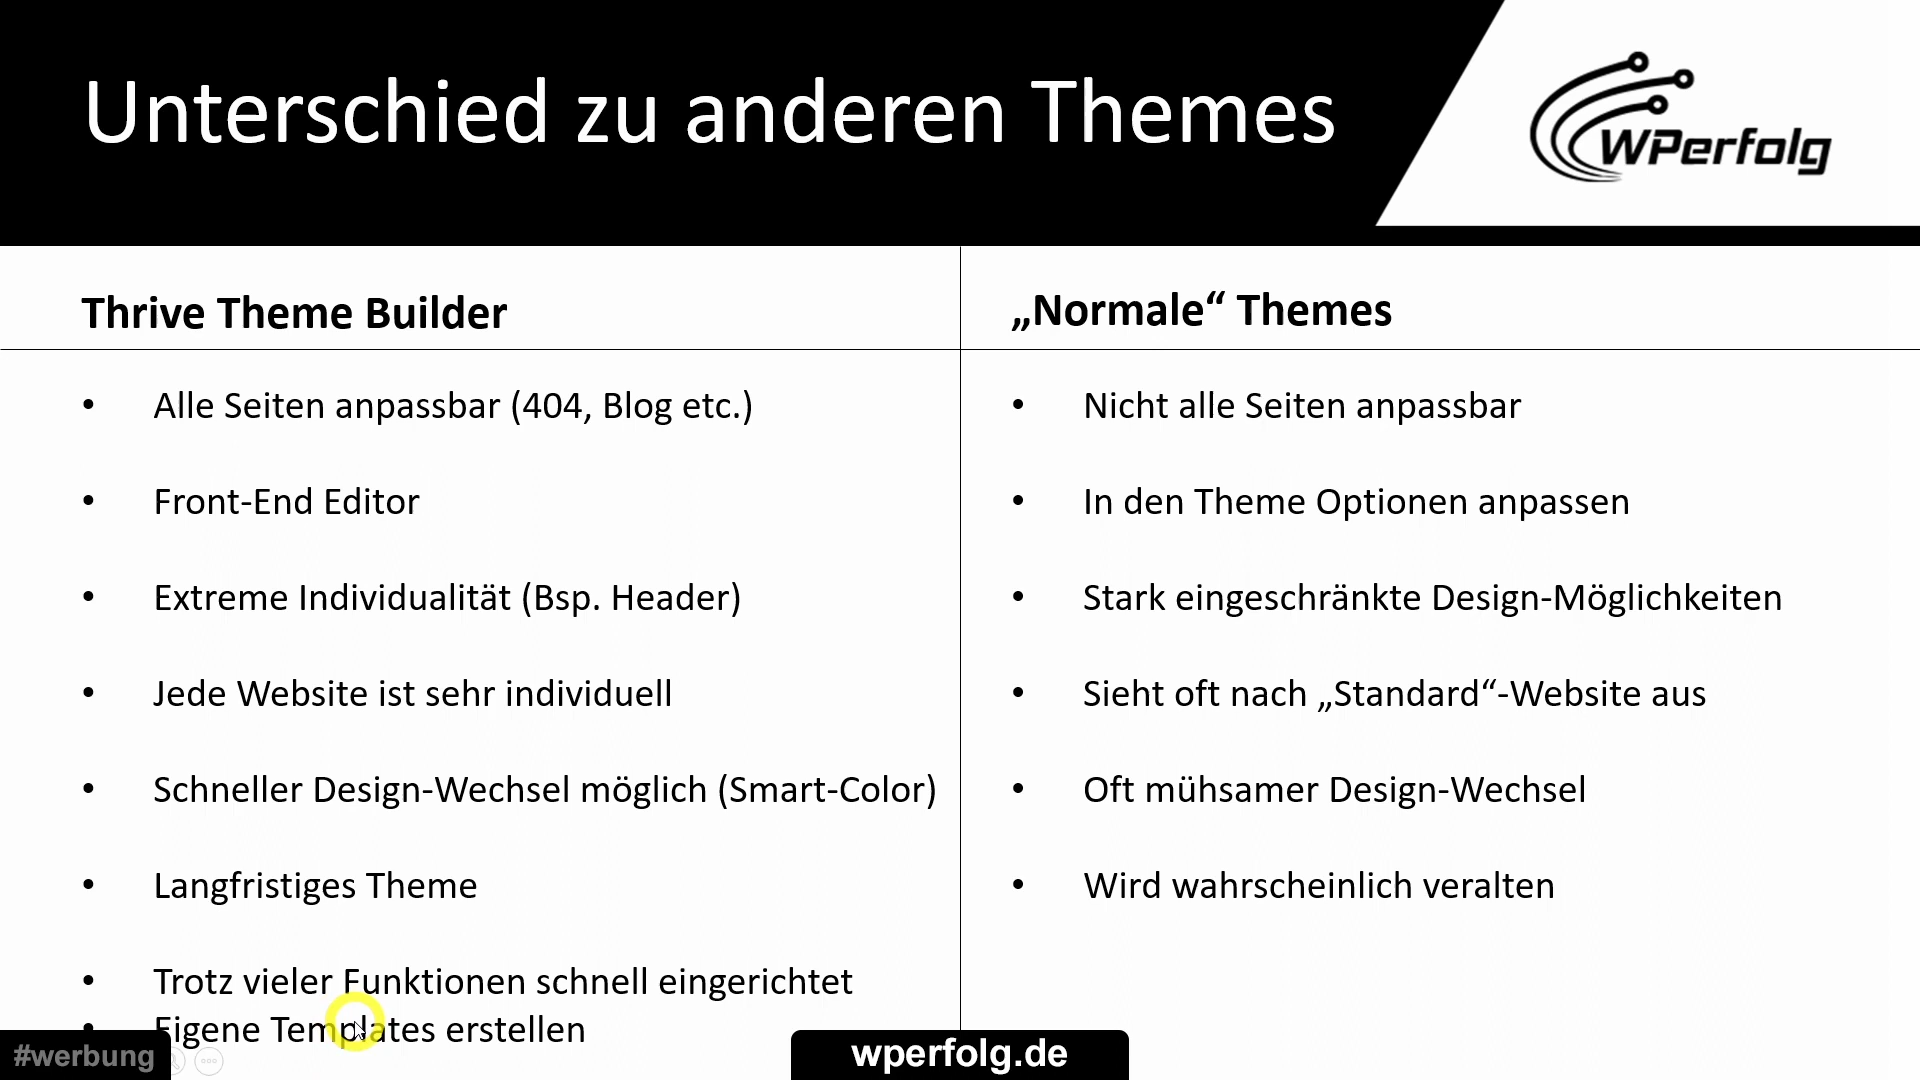 Unterschied zu anderen Themes
WPerfolg
Thrive Theme Builder
• Alle Seiten anpassbar (404, Blog etc.)
• Front-End Editor
• Extreme Individualität (Bsp. Header)
• Jede Website ist sehr individuell
• Schneller Design-Wechsel möglich (Smart-Color)
• Langfristiges Theme
• Trotz vieler Funktionen schnell eingerichtet
• Eigene Templates erstellen
„Normale“ Themes
• Nicht alle Seiten anpassbar
• In den Theme Optionen anpassen
• Stark eingeschränkte Design-Möglichkeiten
• Sieht oft nach „Standard“-Website aus
• Oft mühsamer Design-Wechsel
• Wird wahrscheinlich veralten
#werbung
wperfolg.de